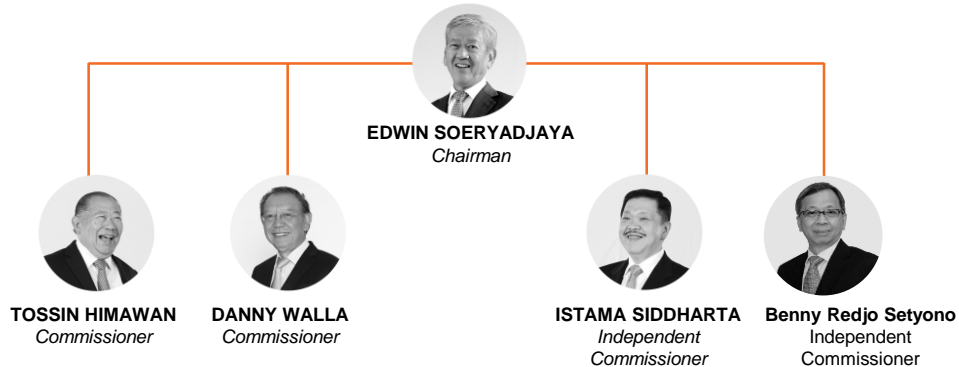 EDWIN SOERYADJAYA
Chairman
TOSSIN HIMAWAN
Commissioner
DANNY WALLA
Commissioner
ISTAMA SIDDHARTA
Independent
Commissioner
Benny Redjo Setyono
Independent
Commissioner